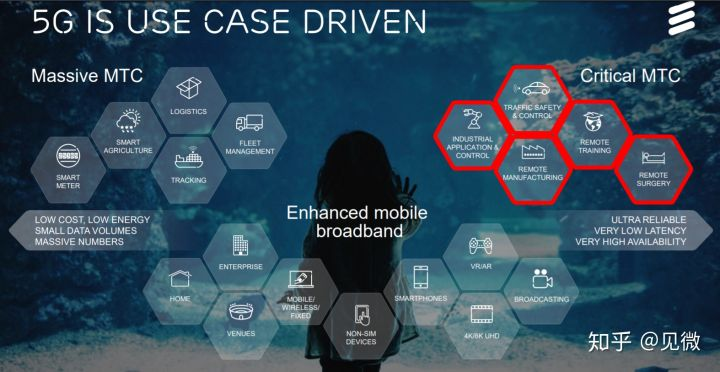 5G IS USE CASE DRIVEN
Massive MTC
LOGISTICS
SMART
AGRICULTURE
FLEET
MANAGEMENT
SMART
METER
TRACKING
LOW COST, LOW ENERGY
SMALL DATA VOLUMES
MASSIVE NUMBERS
Critical MTC
TRAFFIC SAFETY
& CONTROL
INDUSTRIAL
APPLICATION &
CONTROL
REMOTE
TRAINING
REMOTE
MANUFACTURING
REMOTE
SURGERY
ULTRA RELIABLE
VERY LOW LATENCY
VERY HIGH AVAILABILITY
Enhanced mobile
broadband
ENTERPRISE
HOME
MOBILE/
WIRELESS/
FIXED
VENUES
NON-SIM
DEVICES
SMARTPHONES
VR/AR
BROADCASTING
4K/8K UHD
知乎 @见微